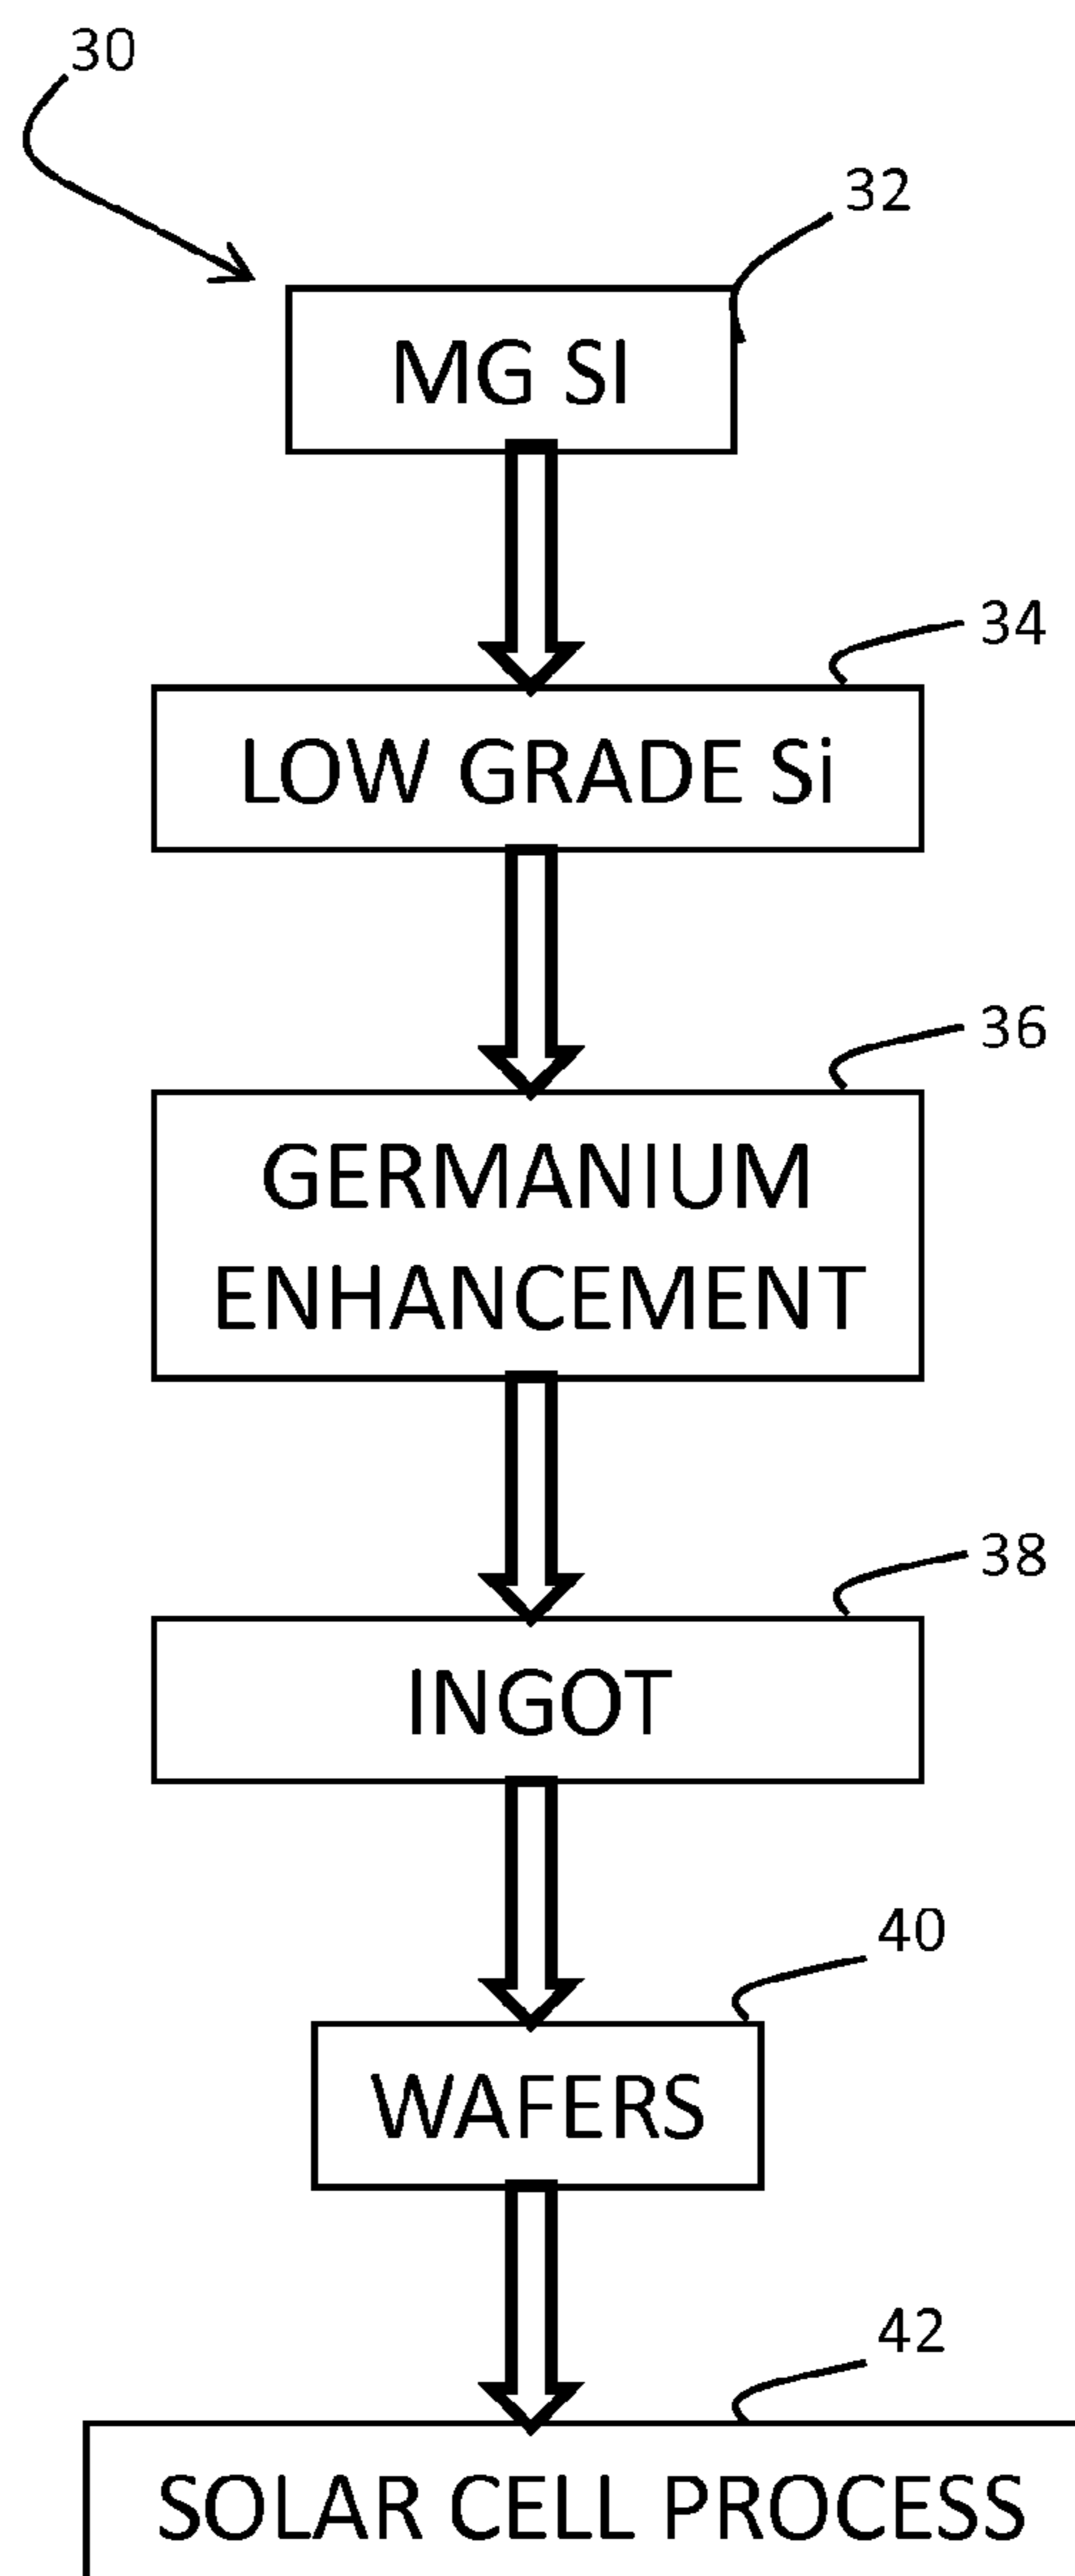 30
32
MG SI
34
LOW GRADE Si
36
GERMANIUM
ENHANCEMENT
38
INGOT
40
WAFERS
42
SOLAR CELL PROCESS